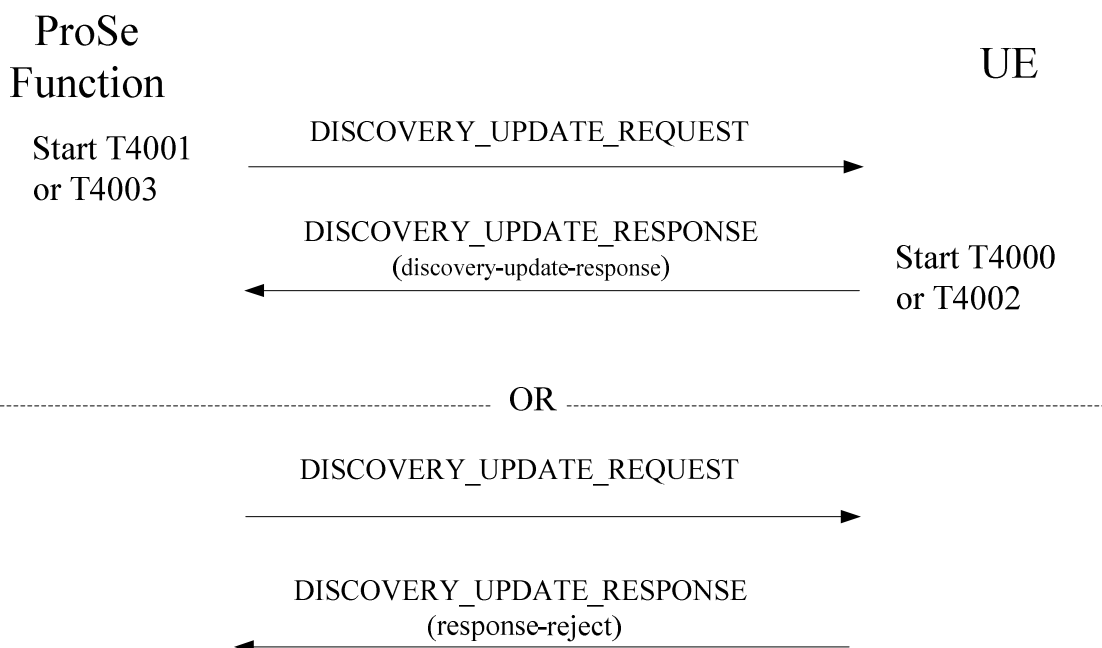 ProSe
Function
UE
Start T4001
or T4003
DISCOVERY_UPDATE_REQUEST
DISCOVERY_UPDATE_RESPONSE
(discovery-update-response)
Start T4000
or T4002
OR
DISCOVERY_UPDATE_REQUEST
DISCOVERY_UPDATE_RESPONSE
(response-reject)